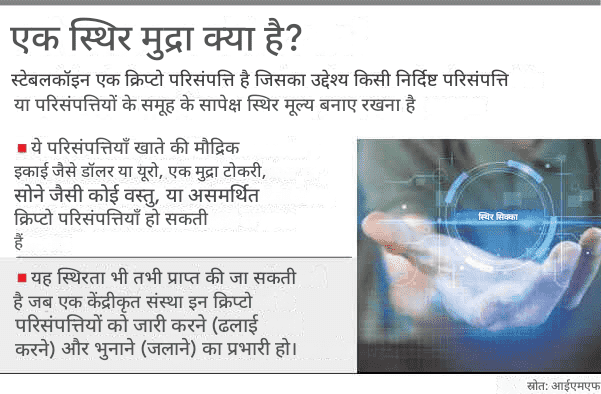 एक स्थिर मुद्रा क्या है?
स्टेबलकॉइन एक क्रिप्टो परिसंपत्ति है जिसका उद्देश्य किसी निर्दिष्ट परिसंपत्ति
या परिसंपत्तियों के समूह के सापेक्ष स्थिर मूल्य बनाए रखना है
ये परिसंपत्तियाँ खाते की मौद्रिक
इकाई जैसे डॉलर या यूरो, एक मुद्रा टोकरी,
सोने जैसी कोई वस्तु, या असमर्थित
क्रिप्टो परिसंपत्तियाँ हो सकती
हैं
स्थिर सिक्का
यह स्थिरता भी तभी प्राप्त की जा सकती
है जब एक केंद्रीकृत संस्था इन क्रिप्टो
परिसंपत्तियों को जारी करने (ढलाई
करने) और भुनाने (जलाने) का प्रभारी हो।
स्रोत: आईएमएफ